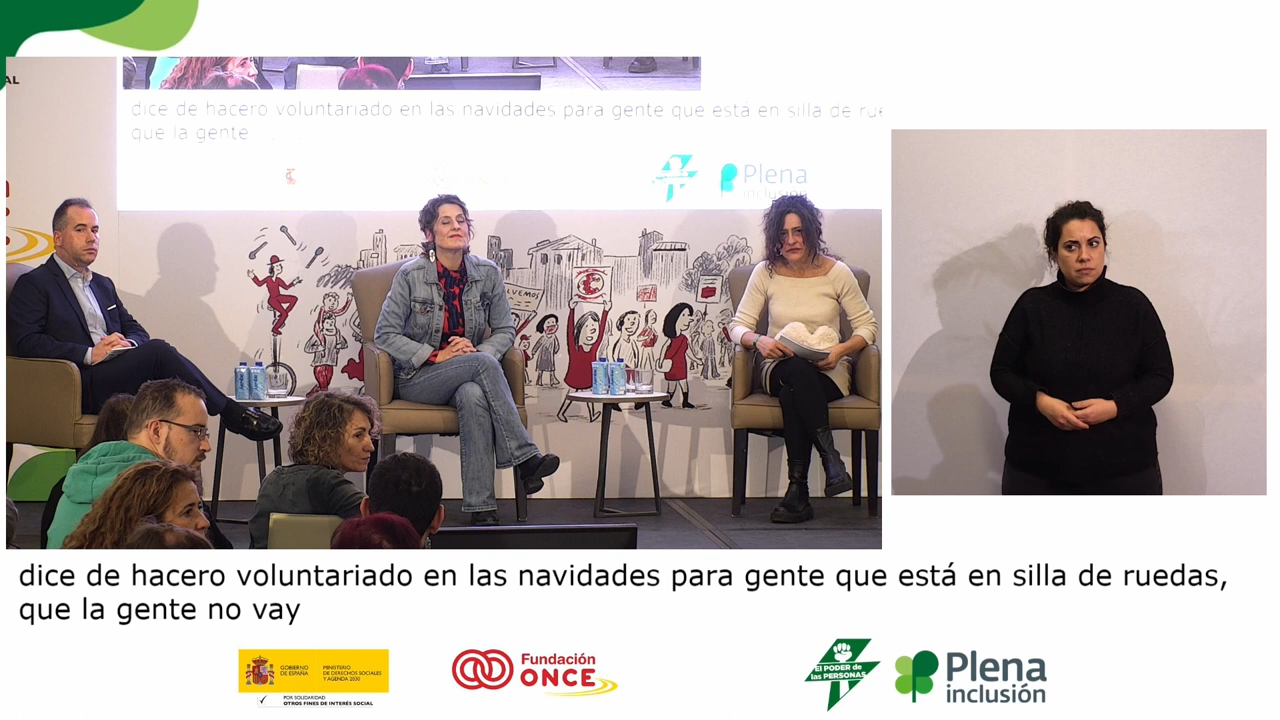 AL
dice de hacero voluntariado en las navidades para gente que está en silla de rue
que la gente
Plena
inclusión
LVEMOS
dice de hacero voluntariado en las navidades para gente que está en silla de ruedas,
que la gente no vay
GOBIERNO
DE ESPAÑA
MINISTERIO
DE DERECHOS SOCIALES
Y AGENDA 2030
POR SOLIDARIDAD
OTROS FINES DE INTERÉS SOCIAL
Fundación
ONCE
EL PODER de
las PERSONAS
Plena
inclusión